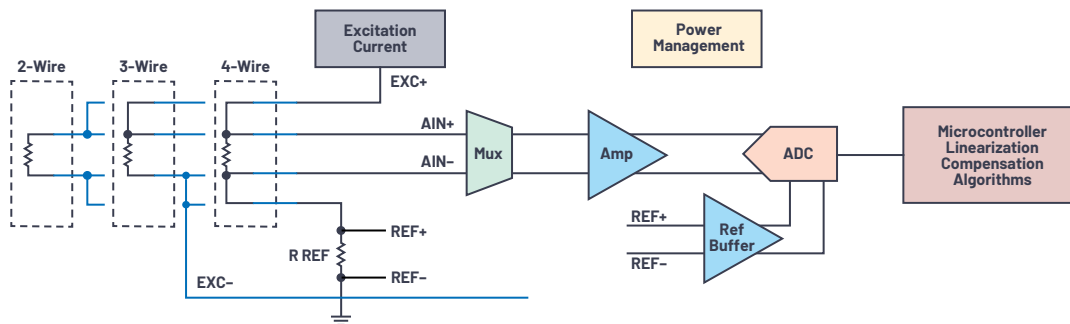 Excitation
Current
Power
Management
2-Wire
3-Wire
4-Wire
EXC+
AIN+
AIN–
Mux
Amp
ADC
Microcontroller
Linearization
Compensation
Algorithms
REF+
R REF
REF–
EXC–
REF+
REF–
Ref
Buffer